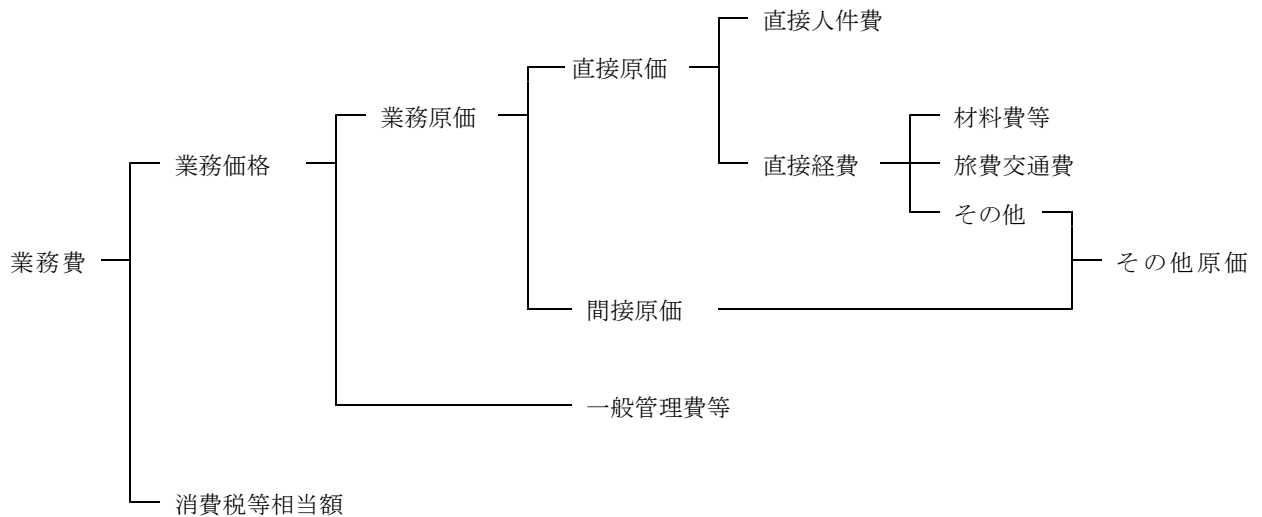 直接人件費
直接原価
業務原価
材料費等
業務価格
直接経費
旅費交通費
その他
業務費
その他原価
間接原価
一般管理費等
消費税等相当額